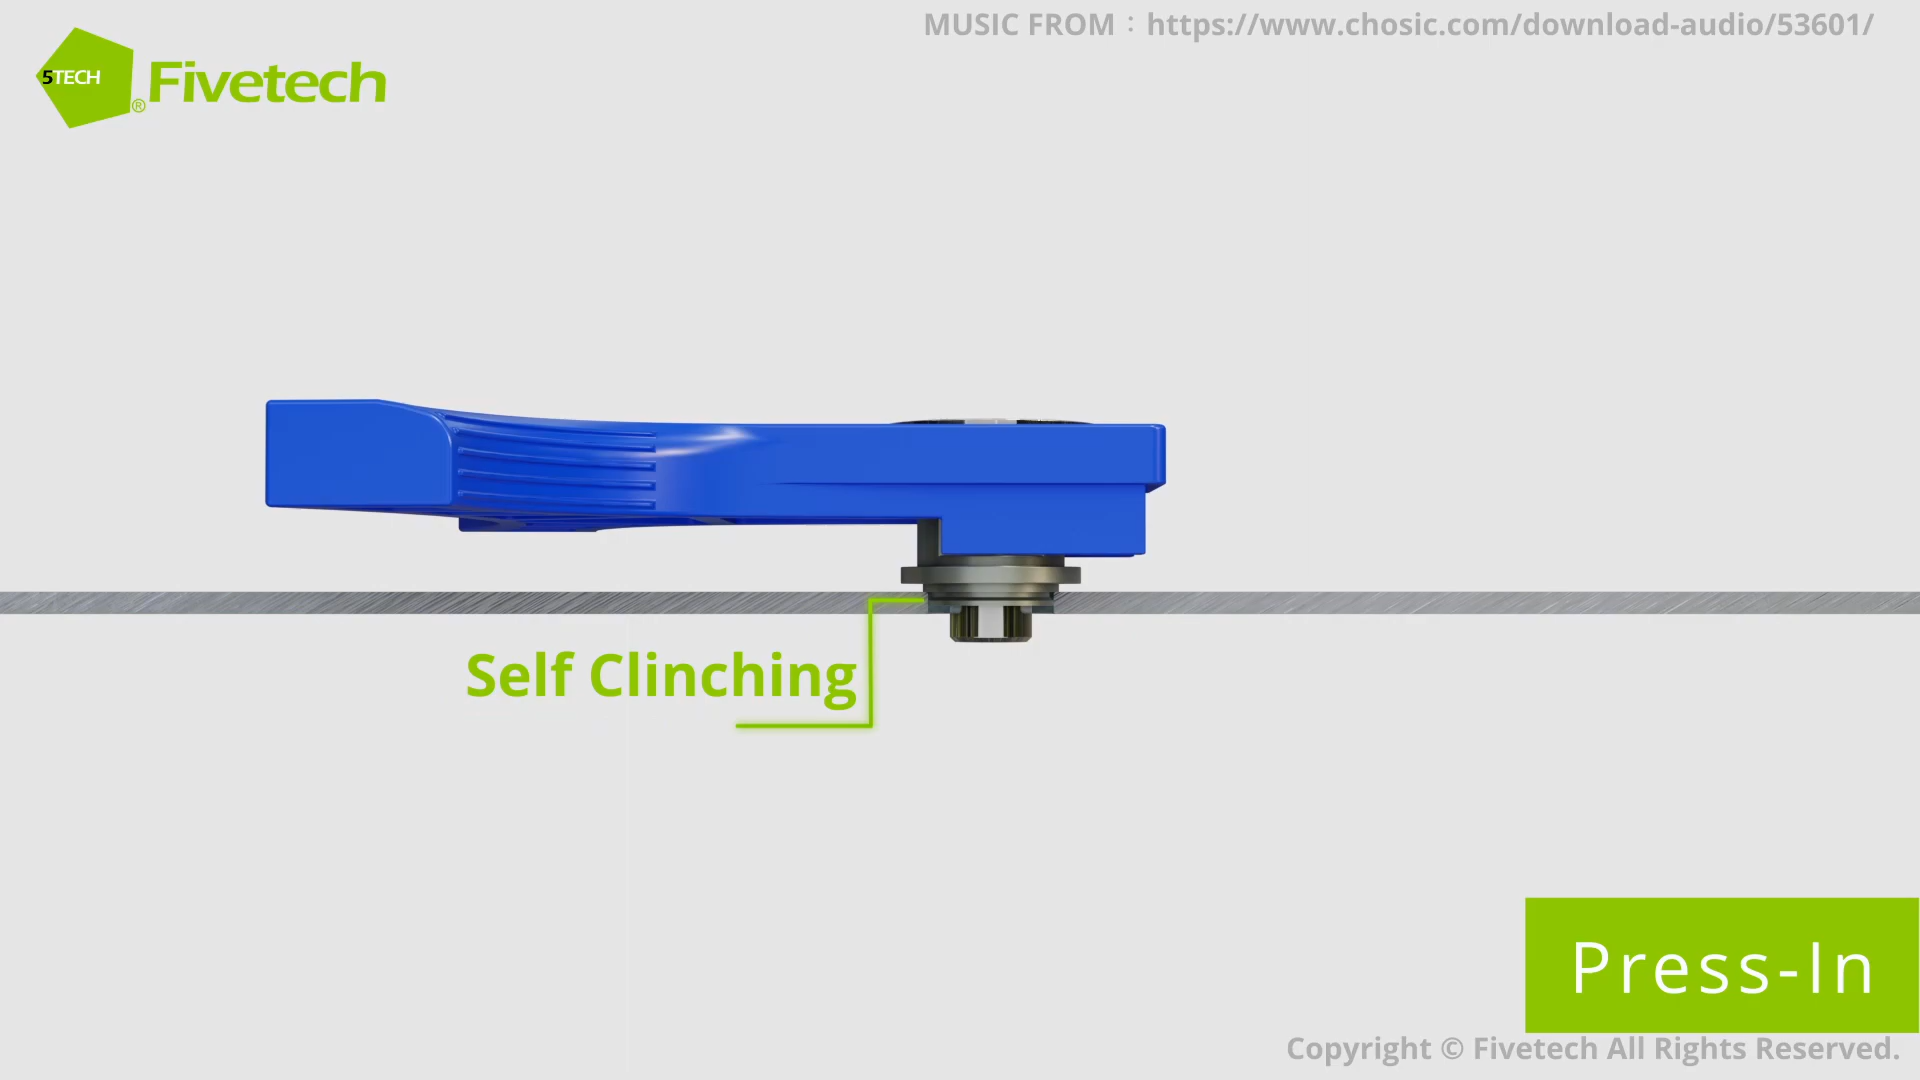 MUSIC FROM：https://www.chosic.com/download-audio/53601/
5TECH
® Fivetech
Self Clinching
Press-In
Copyright © Fivetech All Rights Reserved.